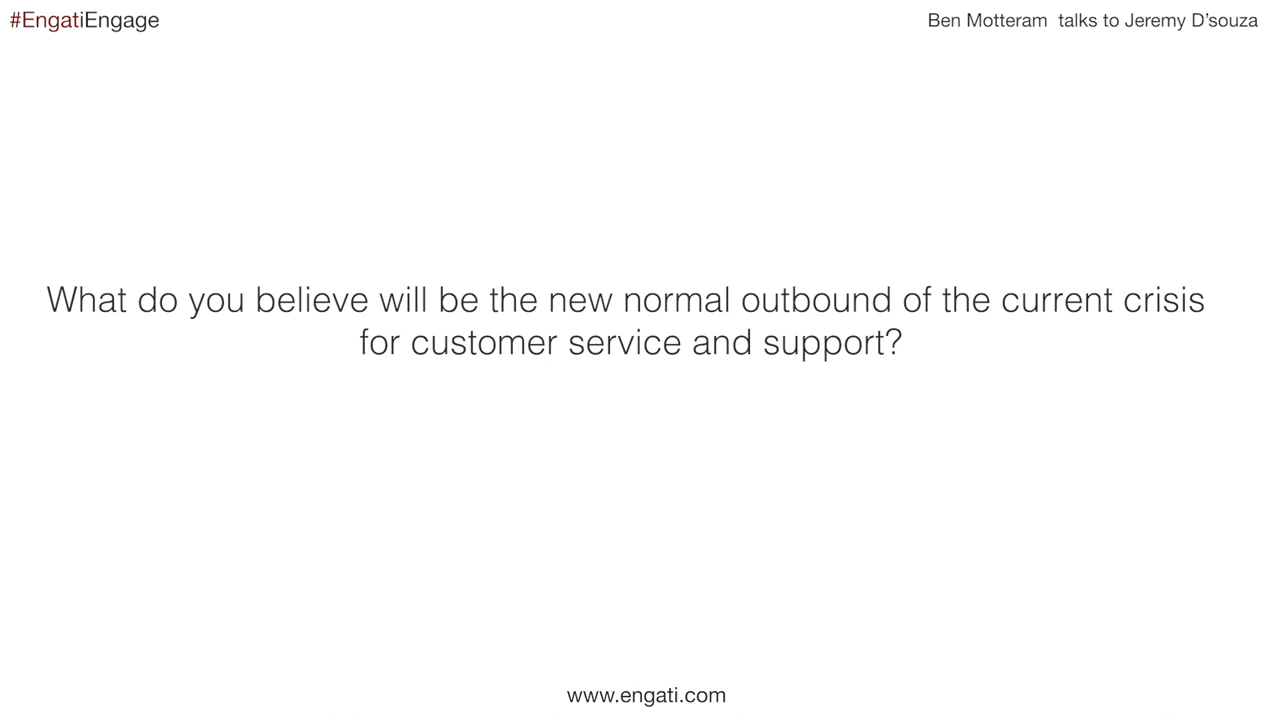 #EngatiEngage
Ben Motteram talks to Jeremy D'souza
What do you believe will be the new normal outbound of the current crisis
for customer service and support?
www.engati.com